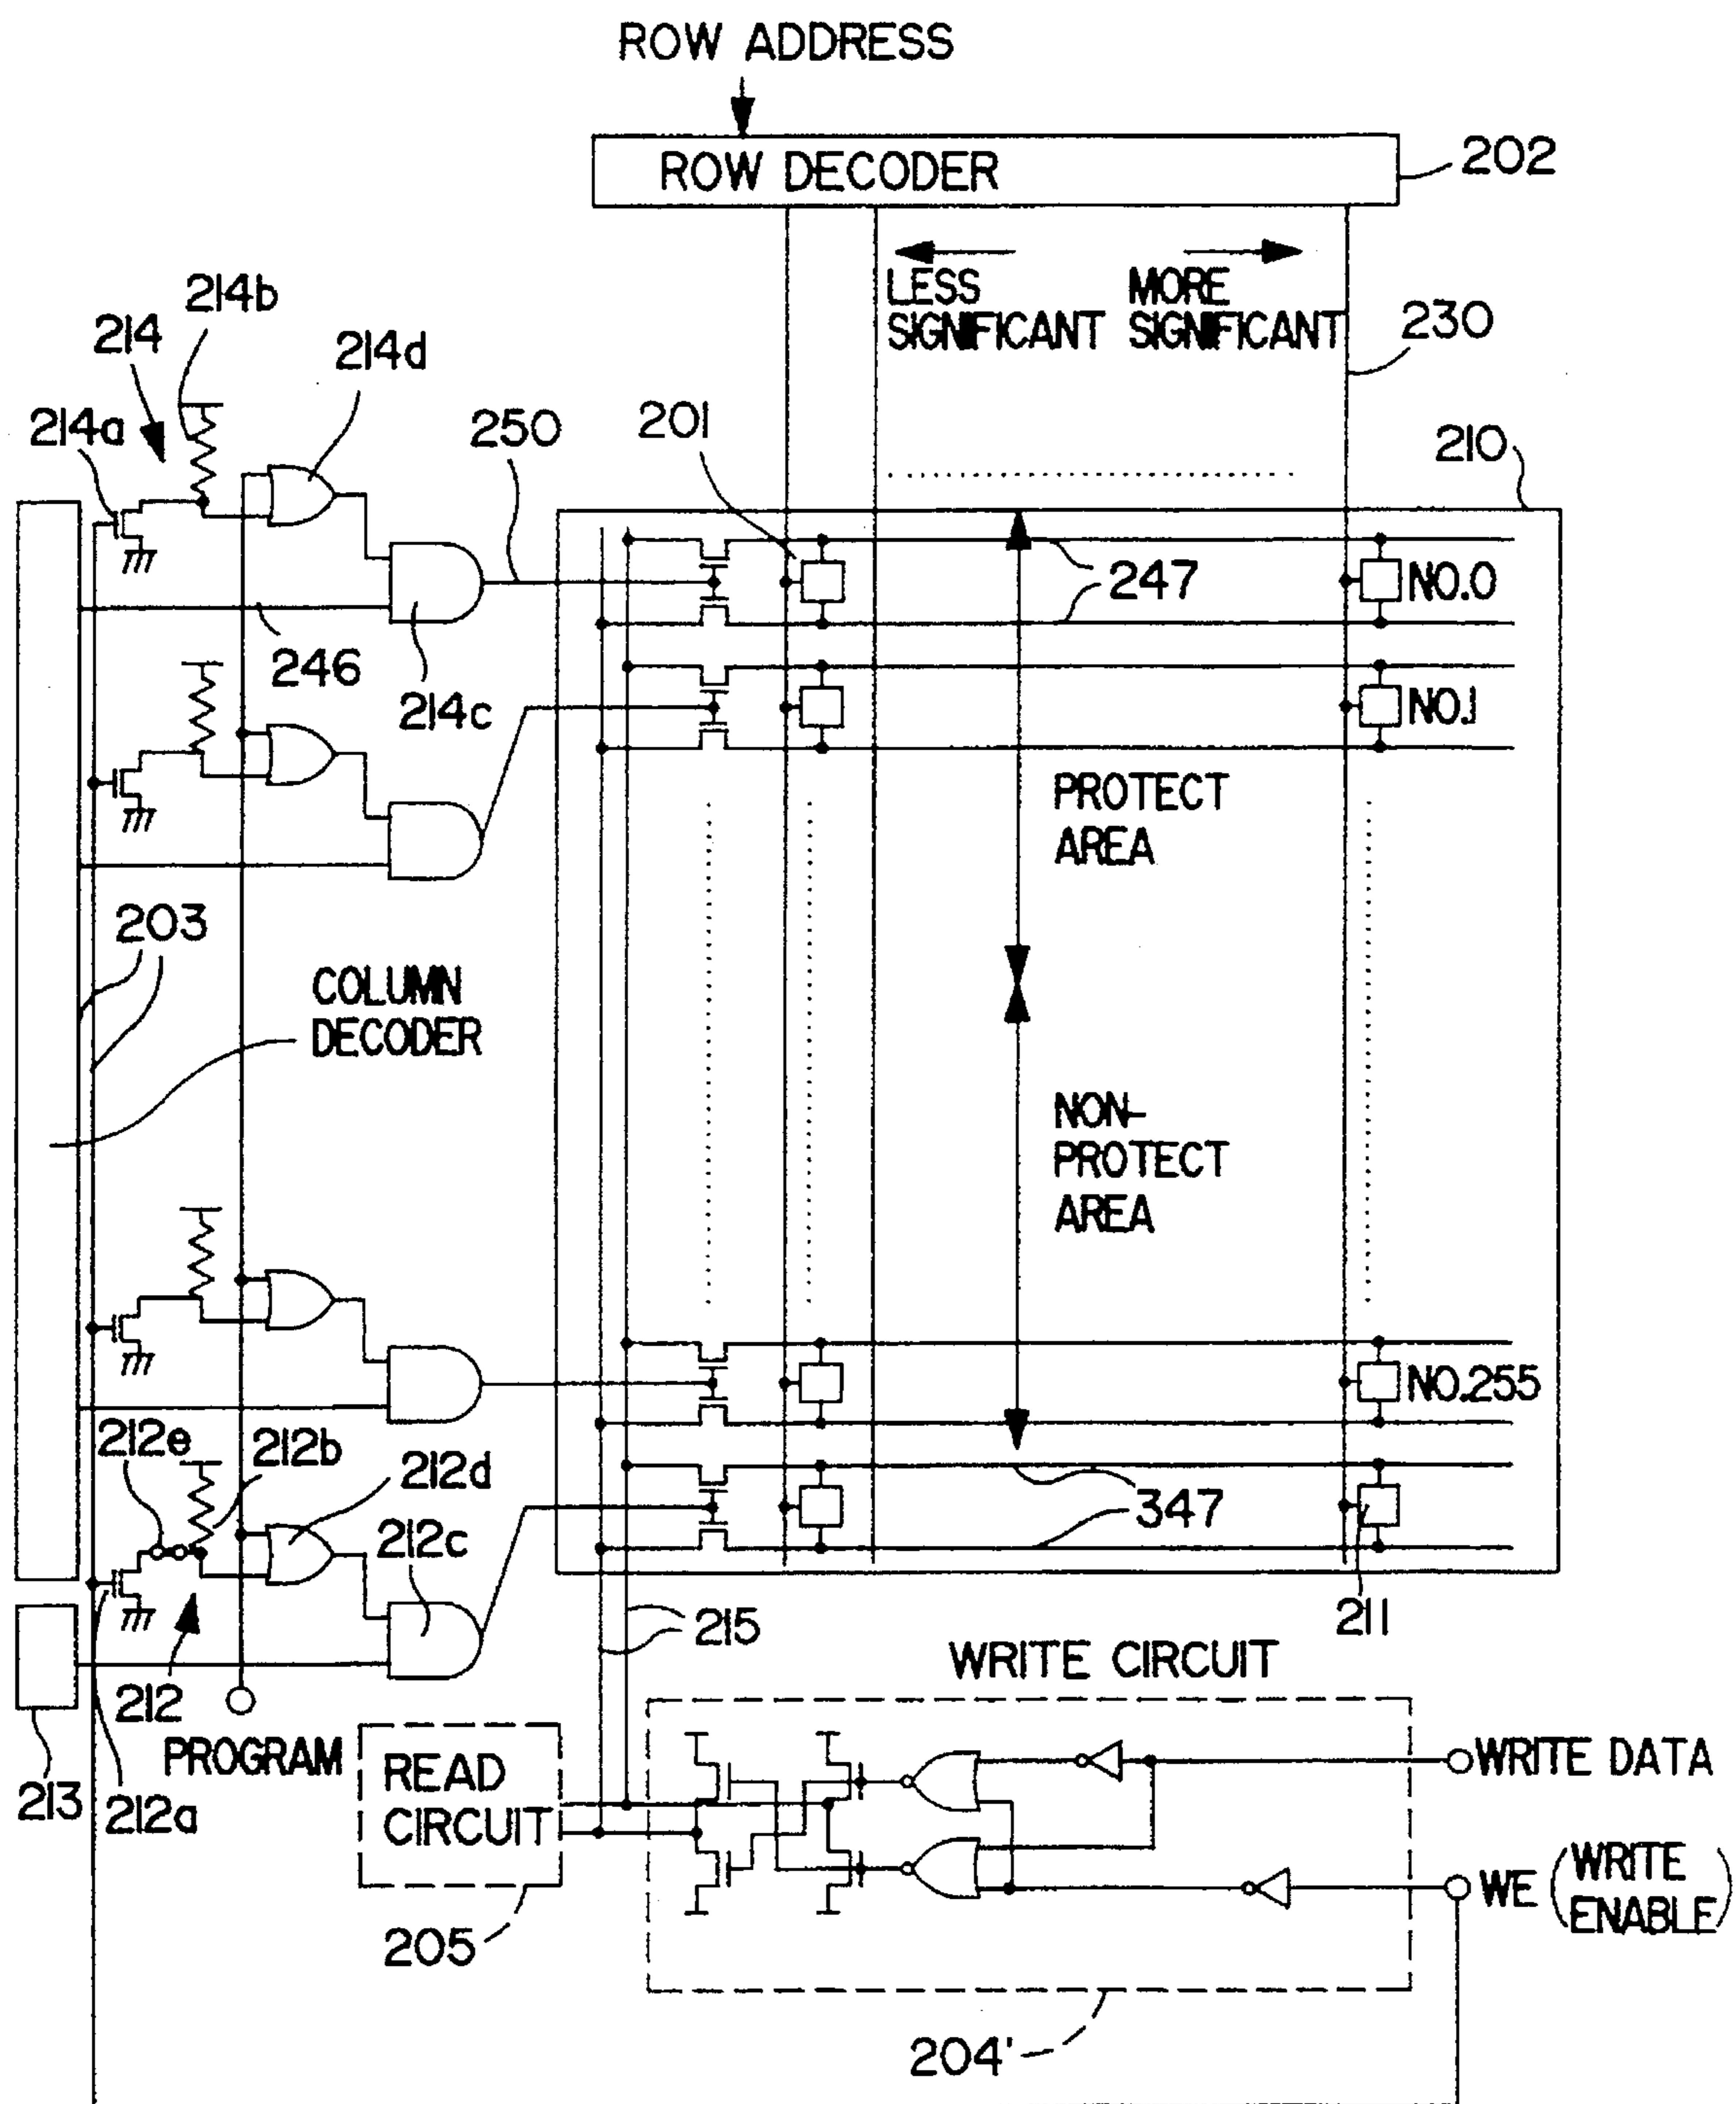 ROW ADDRESS
ROW DECODER
202
LESS
SIGNIFICANT
MORE
SIGNIFICANT
230
214b
214
214d
214a
250
201
210
247
NO.0
246
214c
NO.1
PROTECT
AREA
203
COLUMN
DECODER
NON-
PROTECT
AREA
NO.255
212e
212b
212d
212c
347
211
215
WRITE CIRCUIT
212
PROGRAM
213
212a
READ
CIRCUIT
WRITE DATA
WE (WRITE
ENABLE)
205
204'